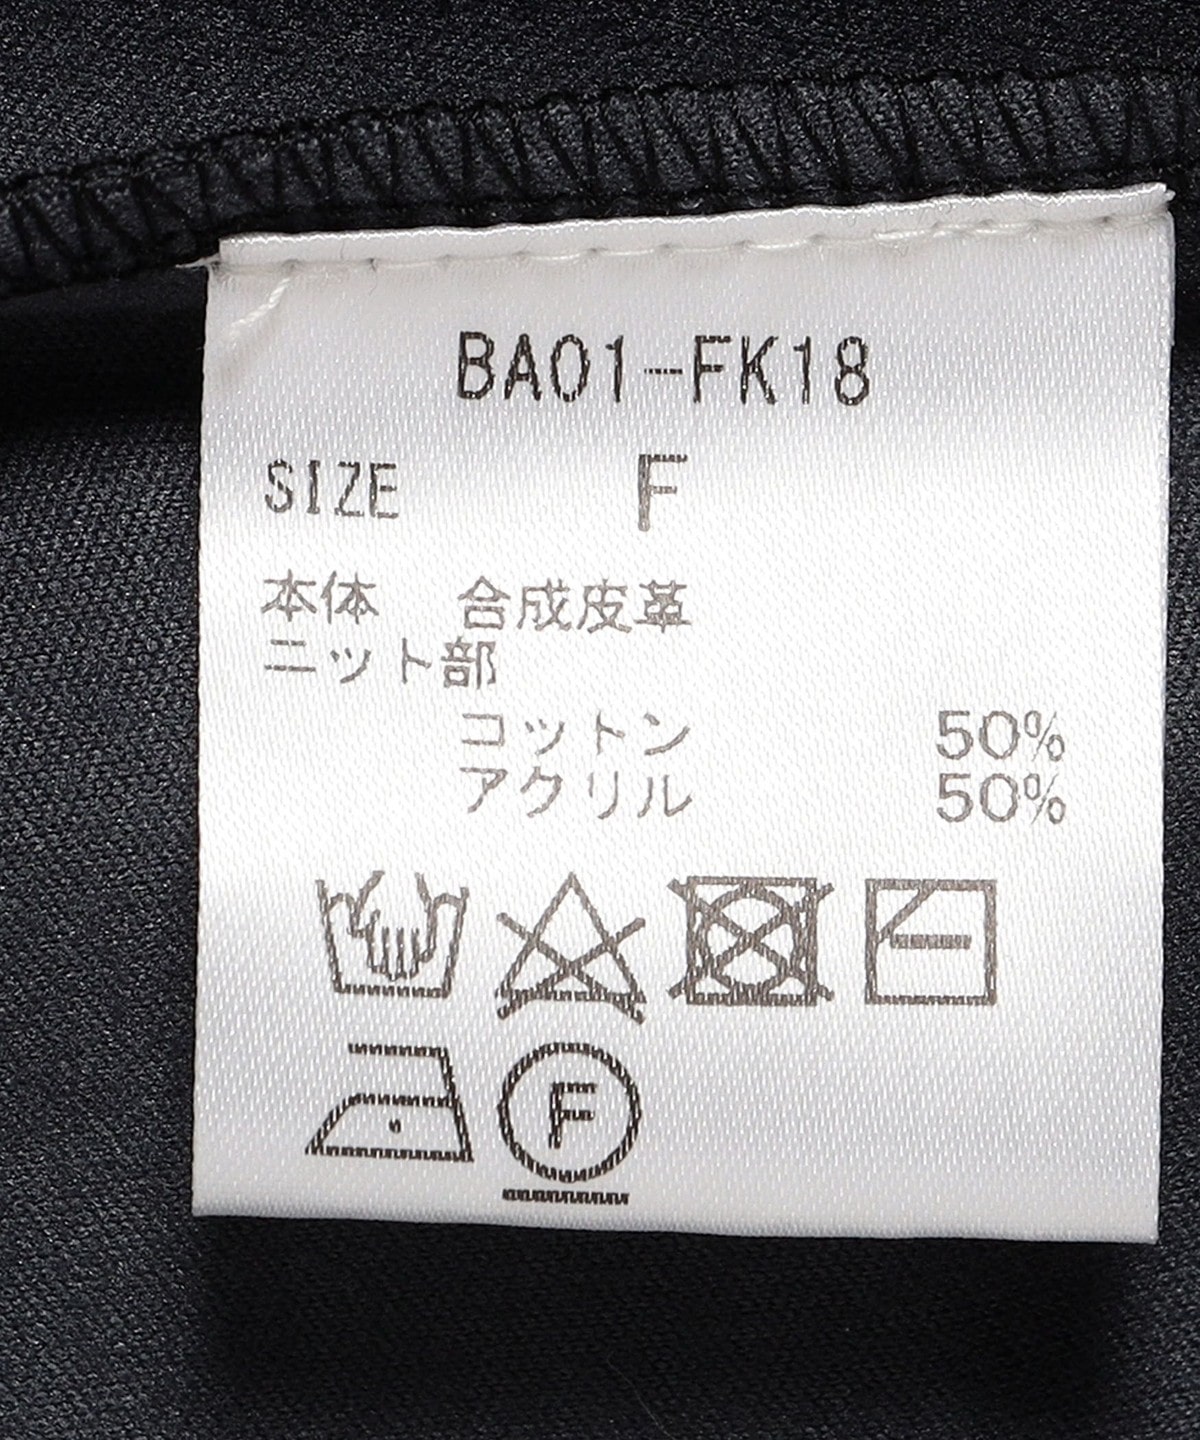 BA01-FK18
SIZE F
本体 合成皮革
ニット部
コットン 50%
アクリル 50%
F